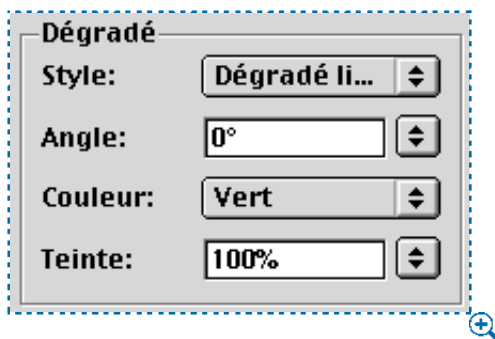 Dégradé
Style: Dégradé li...
Angle: 0°
Couleur: Vert
Teinte: 100%